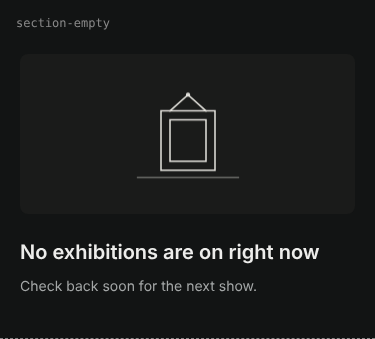 section-empty
No exhibitions are on right now
Check back soon for the next show.